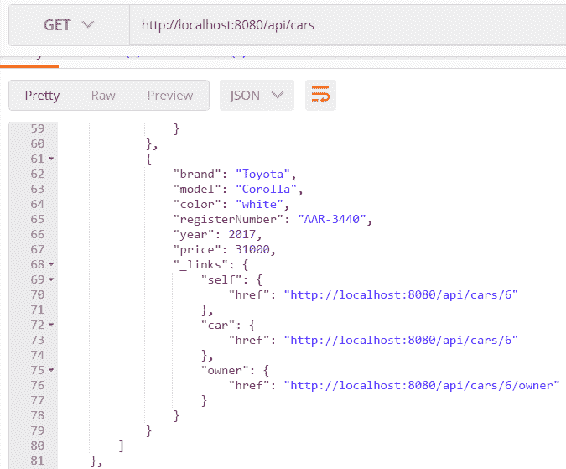 GET http://localhost:8080/api/cars
Pretty Raw Preview JSON
59 }
60 },
61 {
62 "brand": "Toyota",
63 "model": "Corolla",
64 "color": "white",
65 "registerNumber": "AAR-3440",
66 "year": 2017,
67 "price": 31000,
68 "_links": {
69 "self": {
70 "href": "http://localhost:8080/api/cars/6"
71 },
72 "car": {
73 "href": "http://localhost:8080/api/cars/6"
74 },
75 "owner": {
76 "href": "http://localhost:8080/api/cars/6/owner"
77 }
78 }
79 }
80 ]
81 },